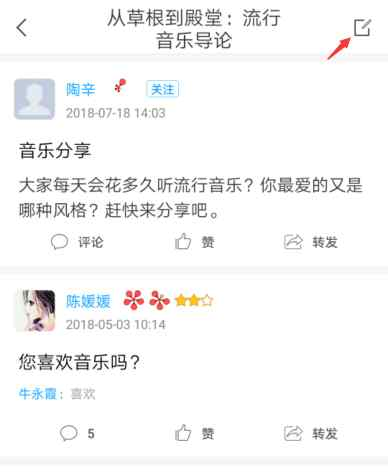 从草根到殿堂：流行
音乐导论
陶辛 关注
2018-07-18 14:03
音乐分享
大家每天会花多久听流行音乐？你最爱的又是
哪种风格？赶快来分享吧。
评论 赞 转发
陈媛媛
2018-05-03 10:14
您喜欢音乐吗？
牛永霞：喜欢
5 赞 转发